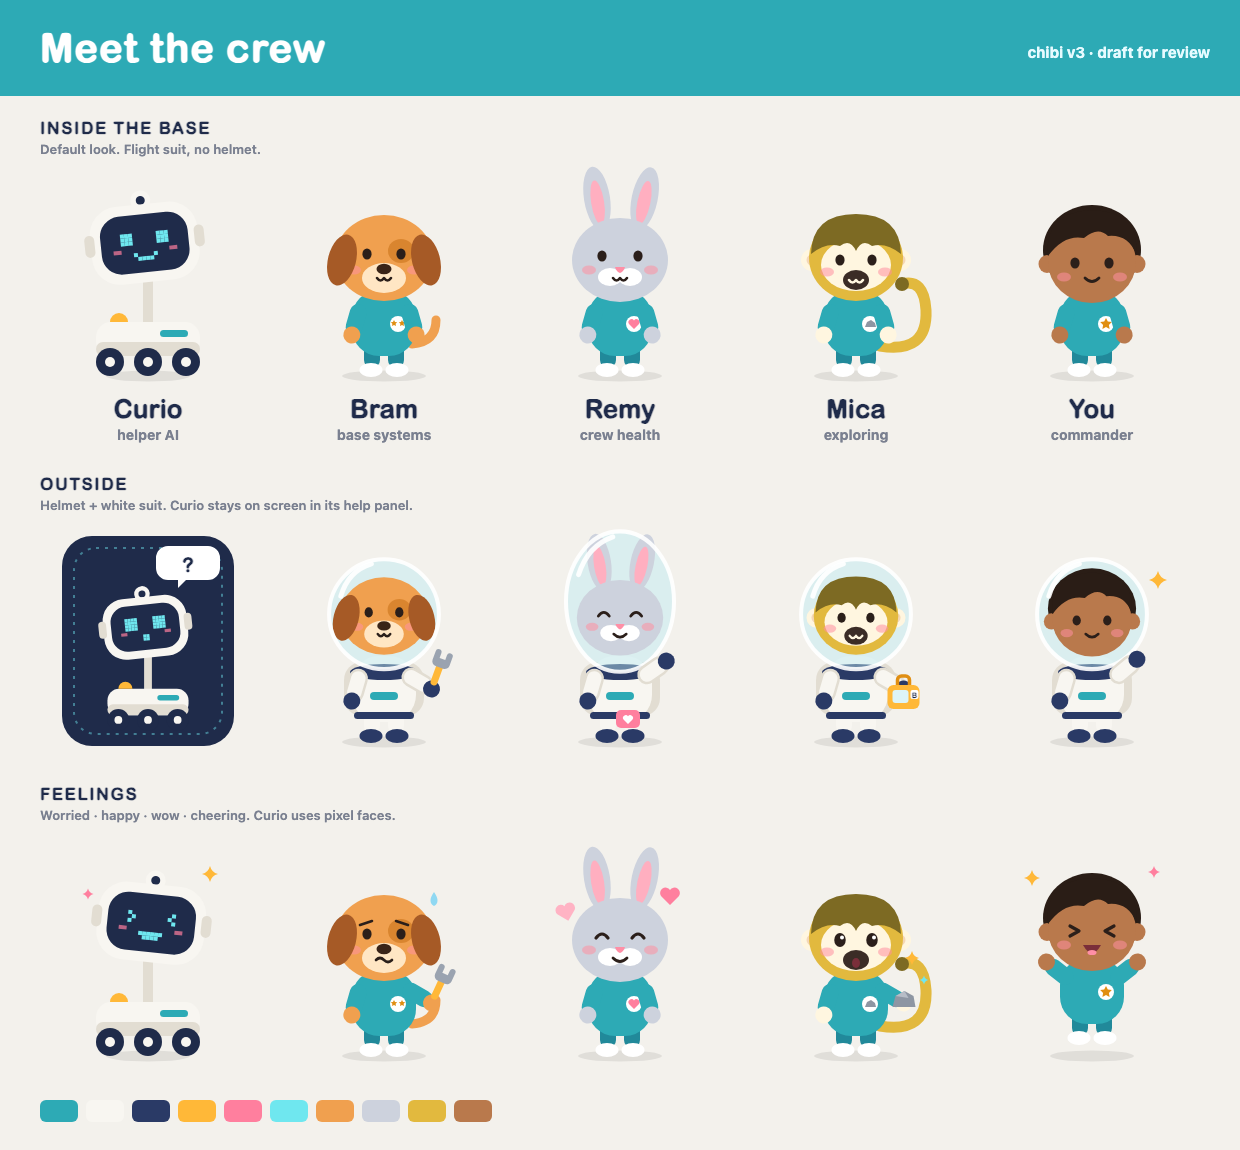 Meet the crew
chibi v3 · draft for review
INSIDE THE BASE
Default look. Flight suit, no helmet.
Curio
helper AI
Bram
base systems
Remy
crew health
Mica
exploring
You
commander
OUTSIDE
Helmet + white suit. Curio stays on screen in its help panel.
?
B
FEELINGS
Worried · happy · wow · cheering. Curio uses pixel faces.